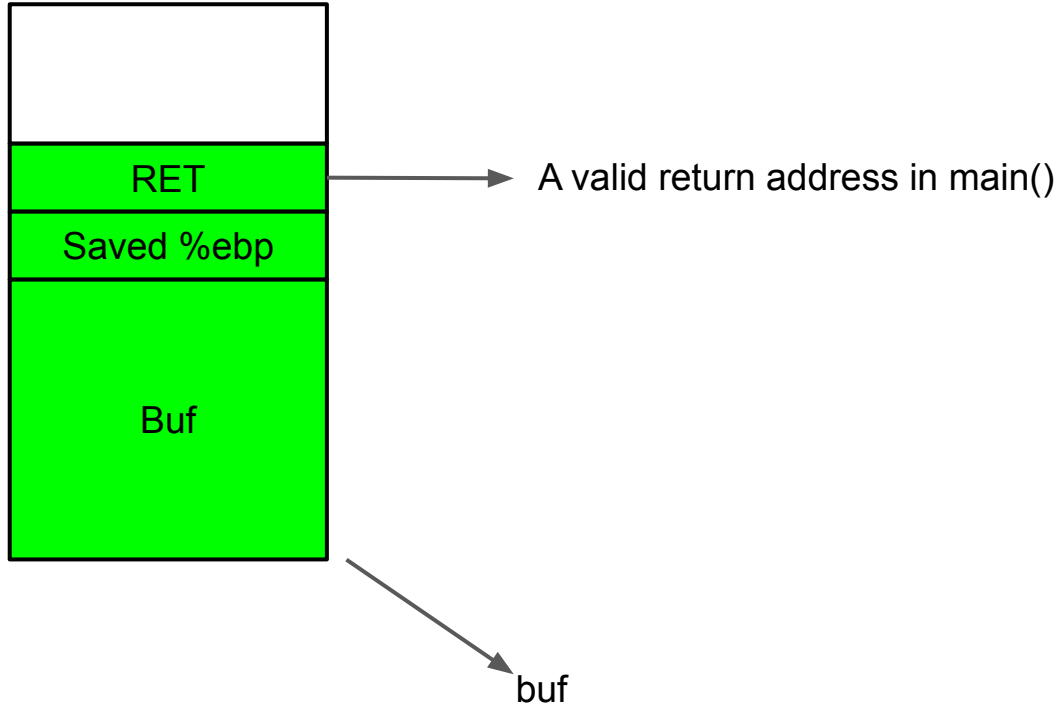 RET
A valid return address in main()
Saved %ebp
Buf
buf